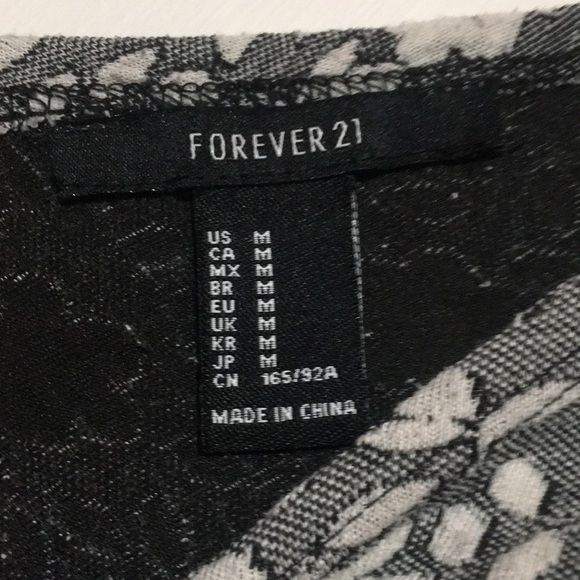 FOREVER 21
US M
CA M
MX M
BR M
EU M
UK M
KR M
JP M
CN 165/92A
MADE IN CHINA